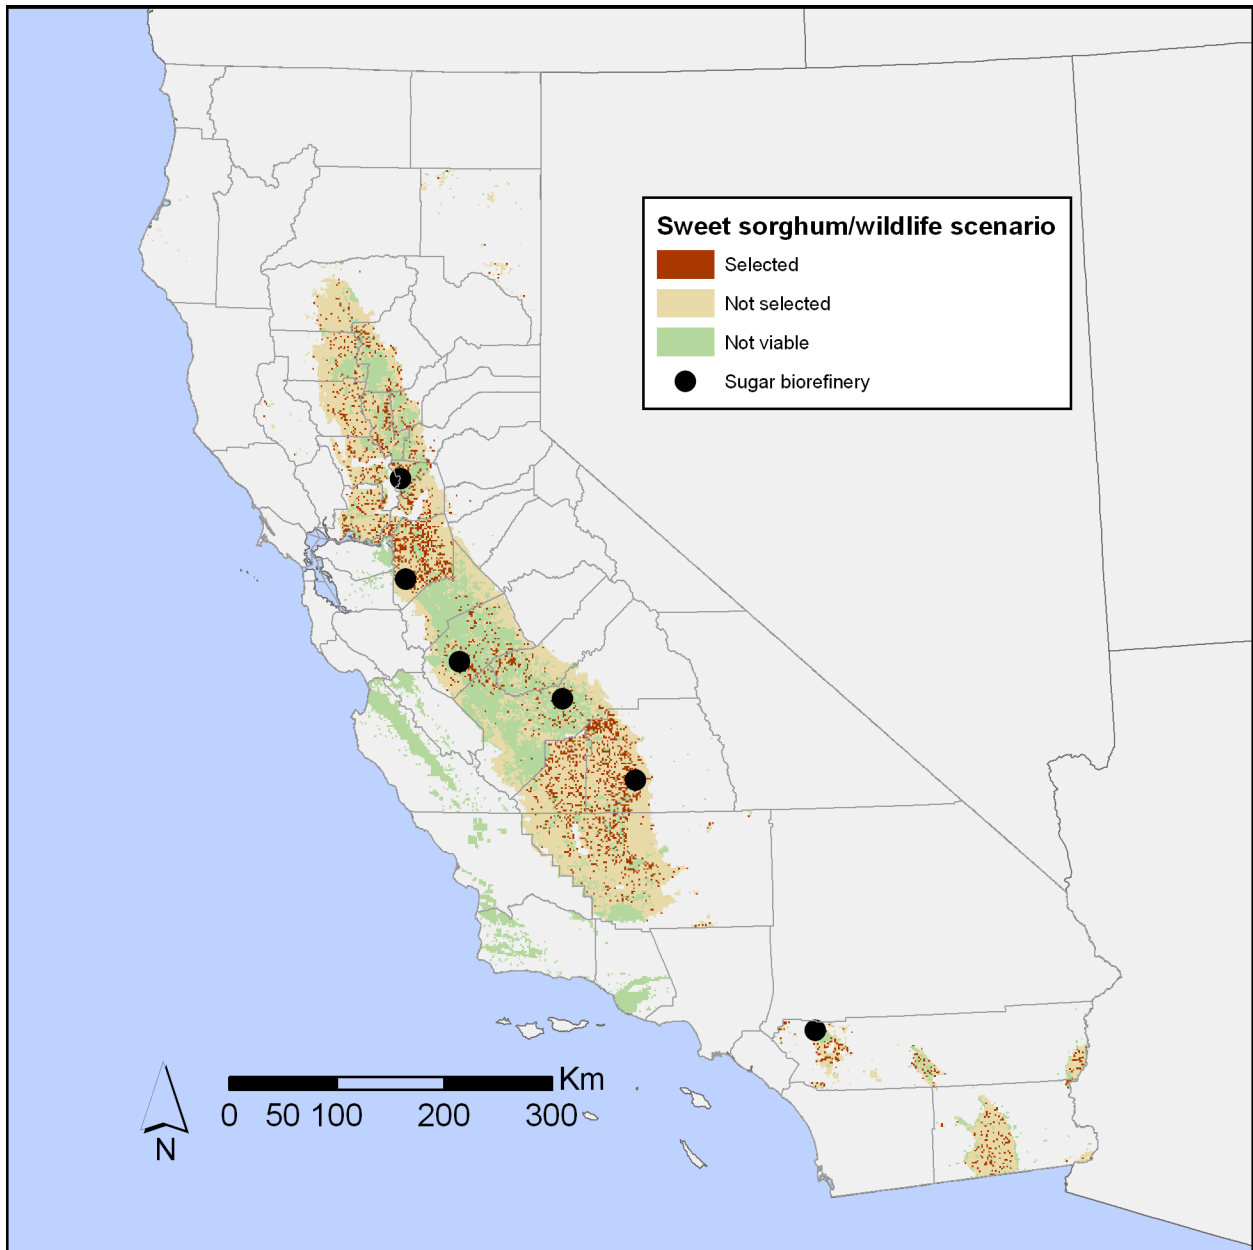 Sweet sorghum/wildlife scenario
Selected
Not selected
Not viable
Sugar biorefinery
Km
0 50 100 200 300
N